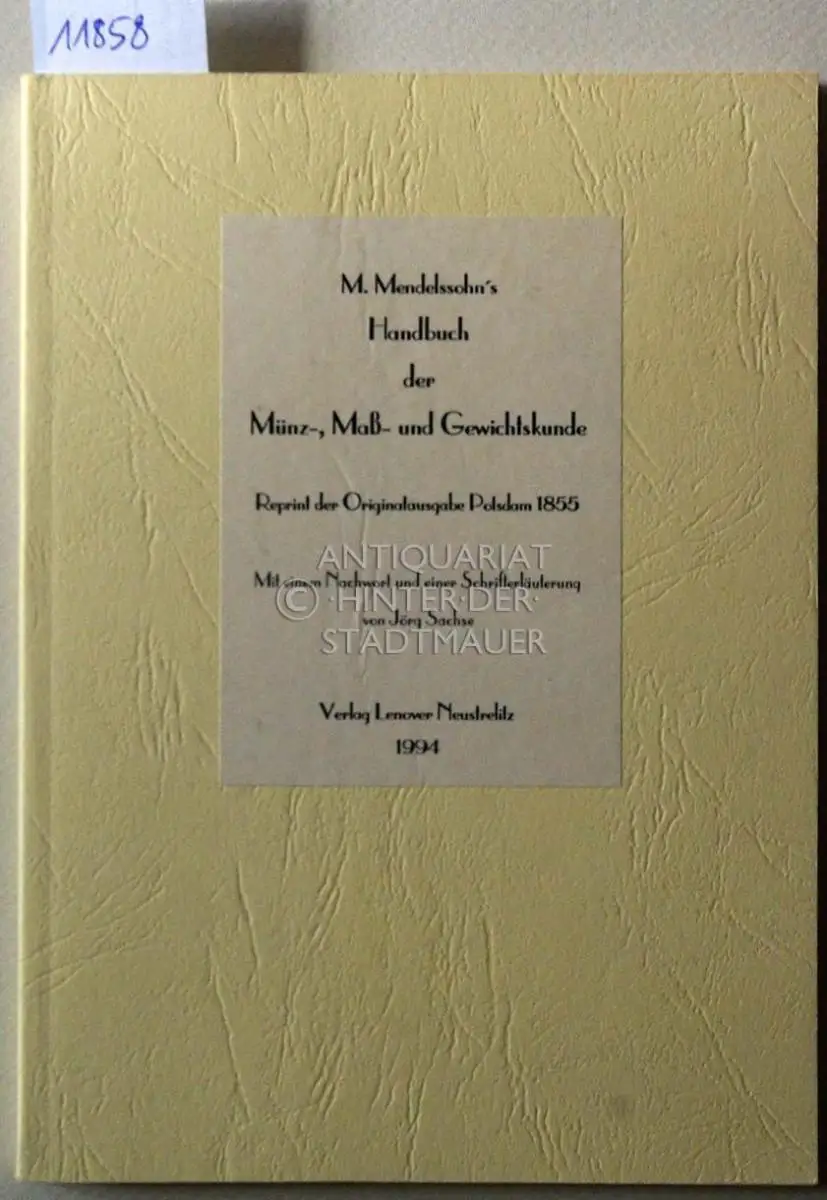 11858
M. Mendelssohn's
Handbuch
der
Münz-, Maß- und Gewichtskunde
Reprint der Originalausgabe Potsdam 1855
Mit einem Nachwort und einer Schrifterläuterung
von Jörg Sachse
Verlag Lenover Neustrelitz
1994
ANTIQUARIAT
© ·HINTER·DER·
STADTMAUER